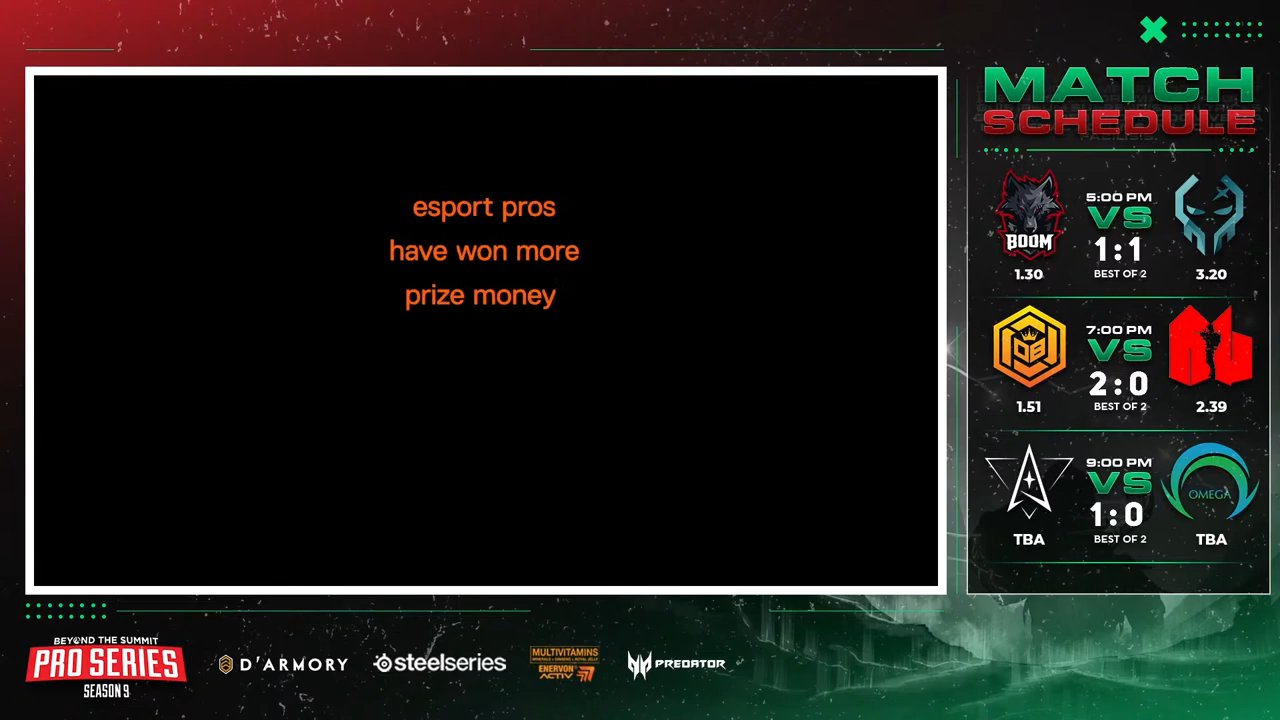 MATCH
SCHEDULE
esport pros
have won more
prize money
5:00 PM
VS
1:1
BEST OF 2
BOOM
1.30
3.20
7:00 PM
VS
2:0
BEST OF 2
1.51
2.39
9:00 PM
VS
1:0
BEST OF 2
OMEGA
TBA
TBA
BEYOND THE SUMMIT
PRO SERIES
SEASON 9
D'ARMORY
steelseries
MULTIVITAMINS
ENERVON
ACTIV
PREDATOR